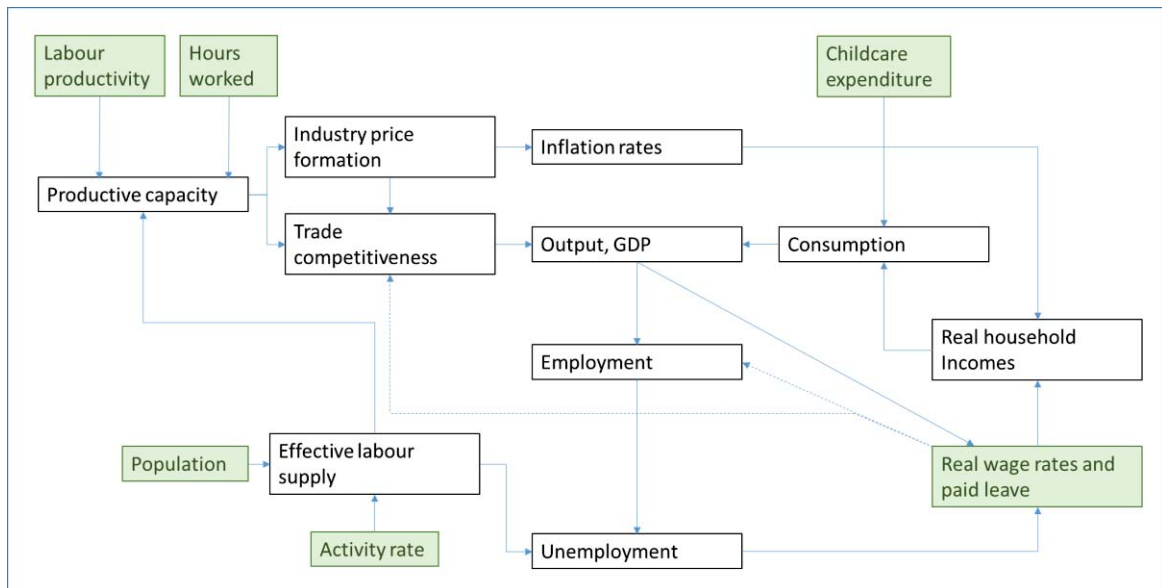 Labour
productivity
Hours
worked
Childcare
expenditure
Industry price
formation
Inflation rates
Productive capacity
Trade
competitiveness
Output, GDP
Consumption
Real household
Incomes
Employment
Population
Effective labour
supply
Real wage rates and
paid leave
Activity rate
Unemployment